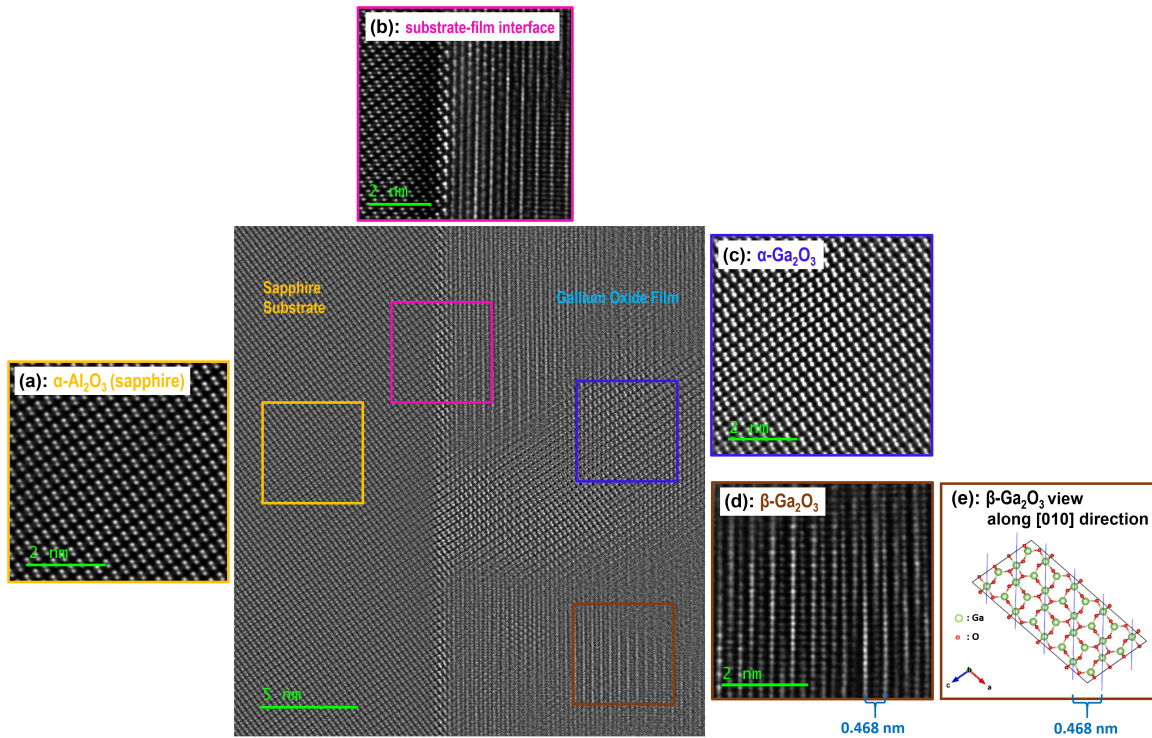 (b): substrate-film interface
2 nm
Sapphire
Substrate
Gallium Oxide Film
5 nm
(c): α-Ga₂O₃
2 nm
(a): α-Al₂O₃ (sapphire)
2 nm
(d): β-Ga₂O₃
2 nm
0.468 nm
(e): β-Ga₂O₃ view
along [010] direction
: Ga
: O
b
c
a
0.468 nm